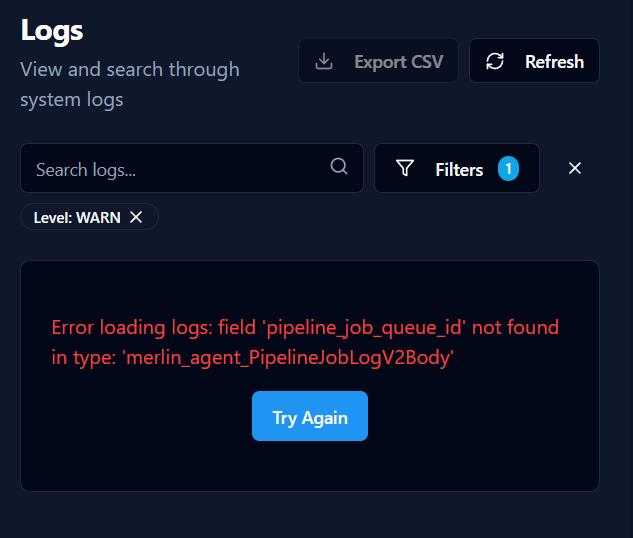 Logs
View and search through
system logs
Export CSV
Refresh
Search logs...
Filters 1
Level: WARN
Error loading logs: field 'pipeline_job_queue_id' not found
in type: 'merlin_agent_PipelineJobLogV2Body'
Try Again